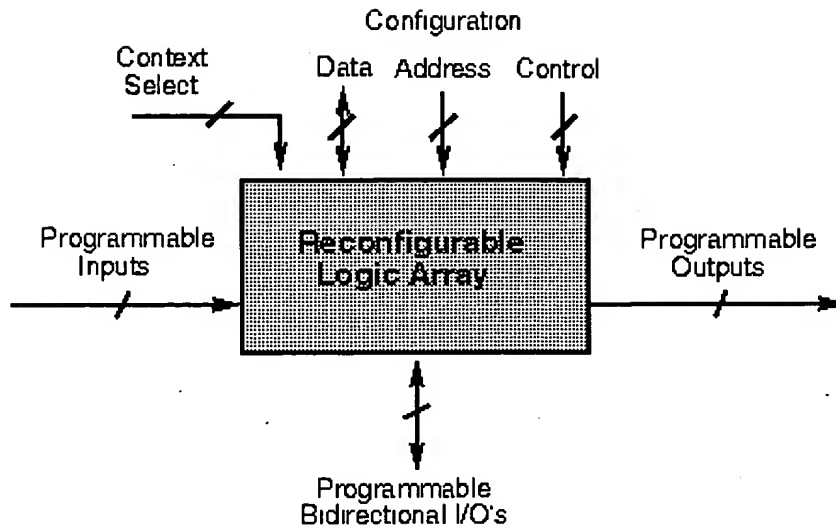 Configuration
Context
Select
Data Address Control
Reconfigurable
Logic Array
Programmable
Inputs
Programmable
Outputs
Programmable
Bidirectional I/O's